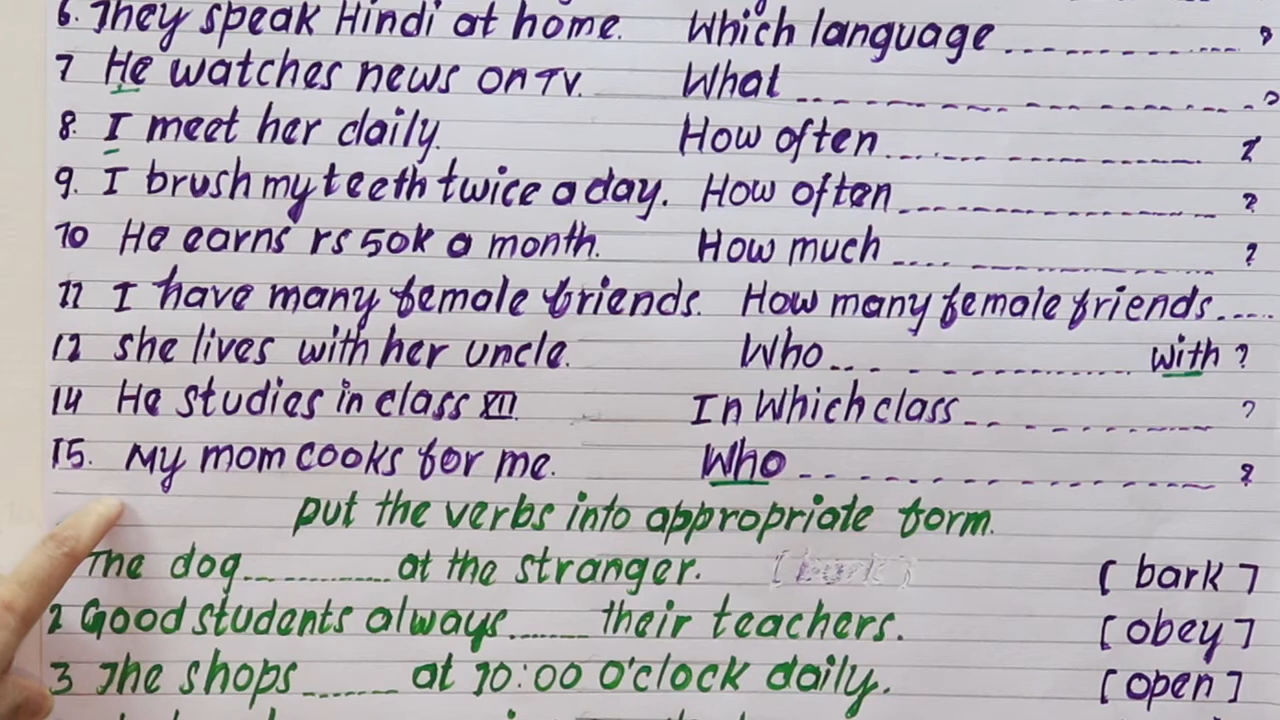 6. They speak Hindi at home. Which language ............... ?
7 He watches news on TV. What ............... ?
8. I meet her daily. How often ............... ?
9. I brush my teeth twice a day. How often ............... ?
10 He earns rs 50k a month. How much ............... ?
11 I have many female friends. How many female friends.....
12 she lives with her uncle. Who ............... with ?
14 He studies in class XII. In Which class ............... ?
15. My mom cooks for me. Who ............... ?
put the verbs into appropriate form.
The dog............at the stranger. [ bark ] [ bark ]
2 Good students always....... their teachers. [ obey ]
3 The shops....... at 10:00 o'clock daily. [ open ]